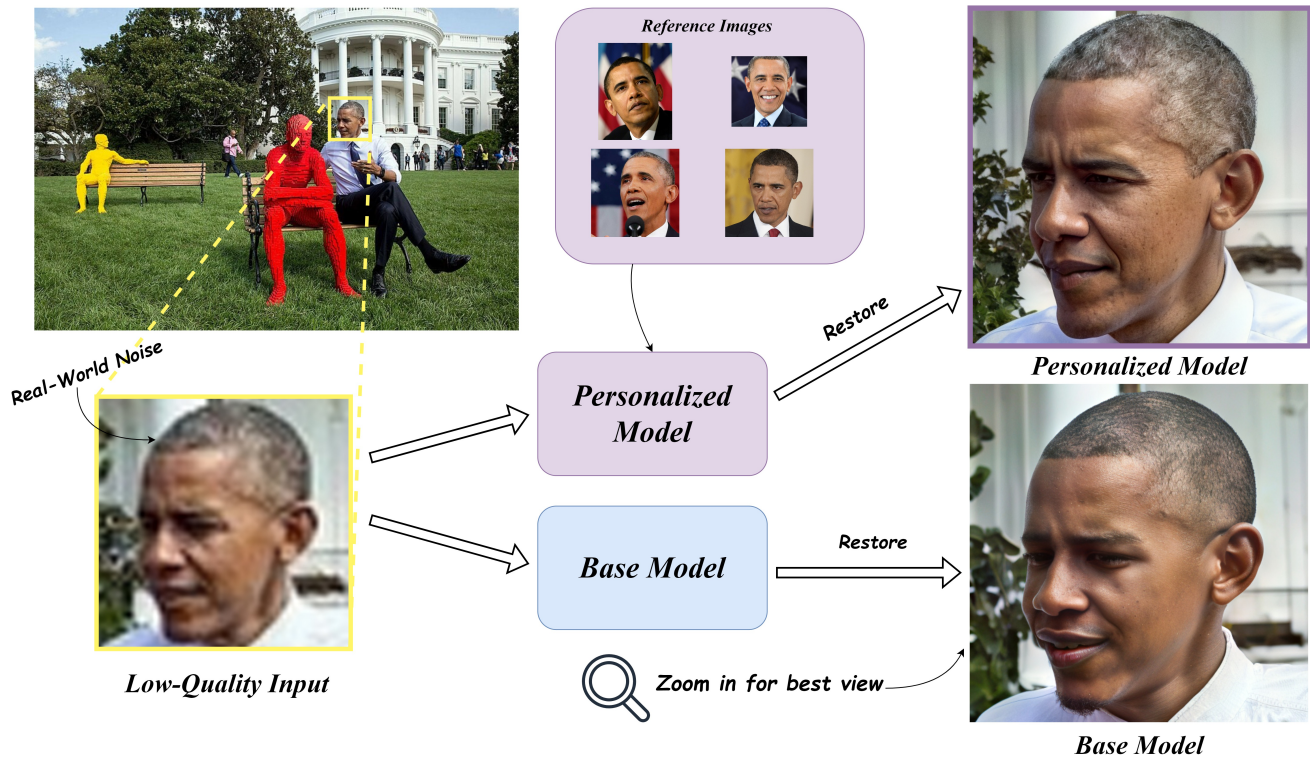 Reference Images
Real-World Noise
Restore
Personalized
Model
Personalized Model
Base Model
Restore
Low-Quality Input
Zoom in for best view
Base Model